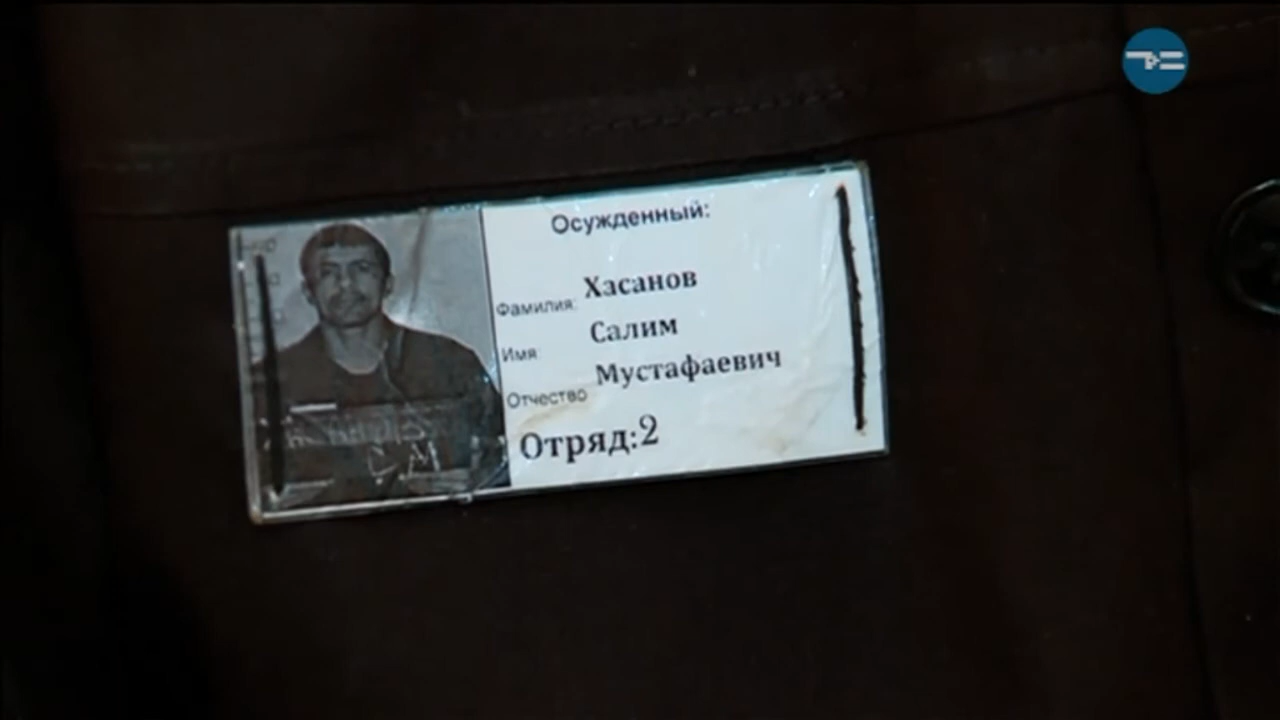 Осужденный:
Фамилия: Хасанов
Имя: Салим
Отчество Мустафаевич
Отряд:2
С.М